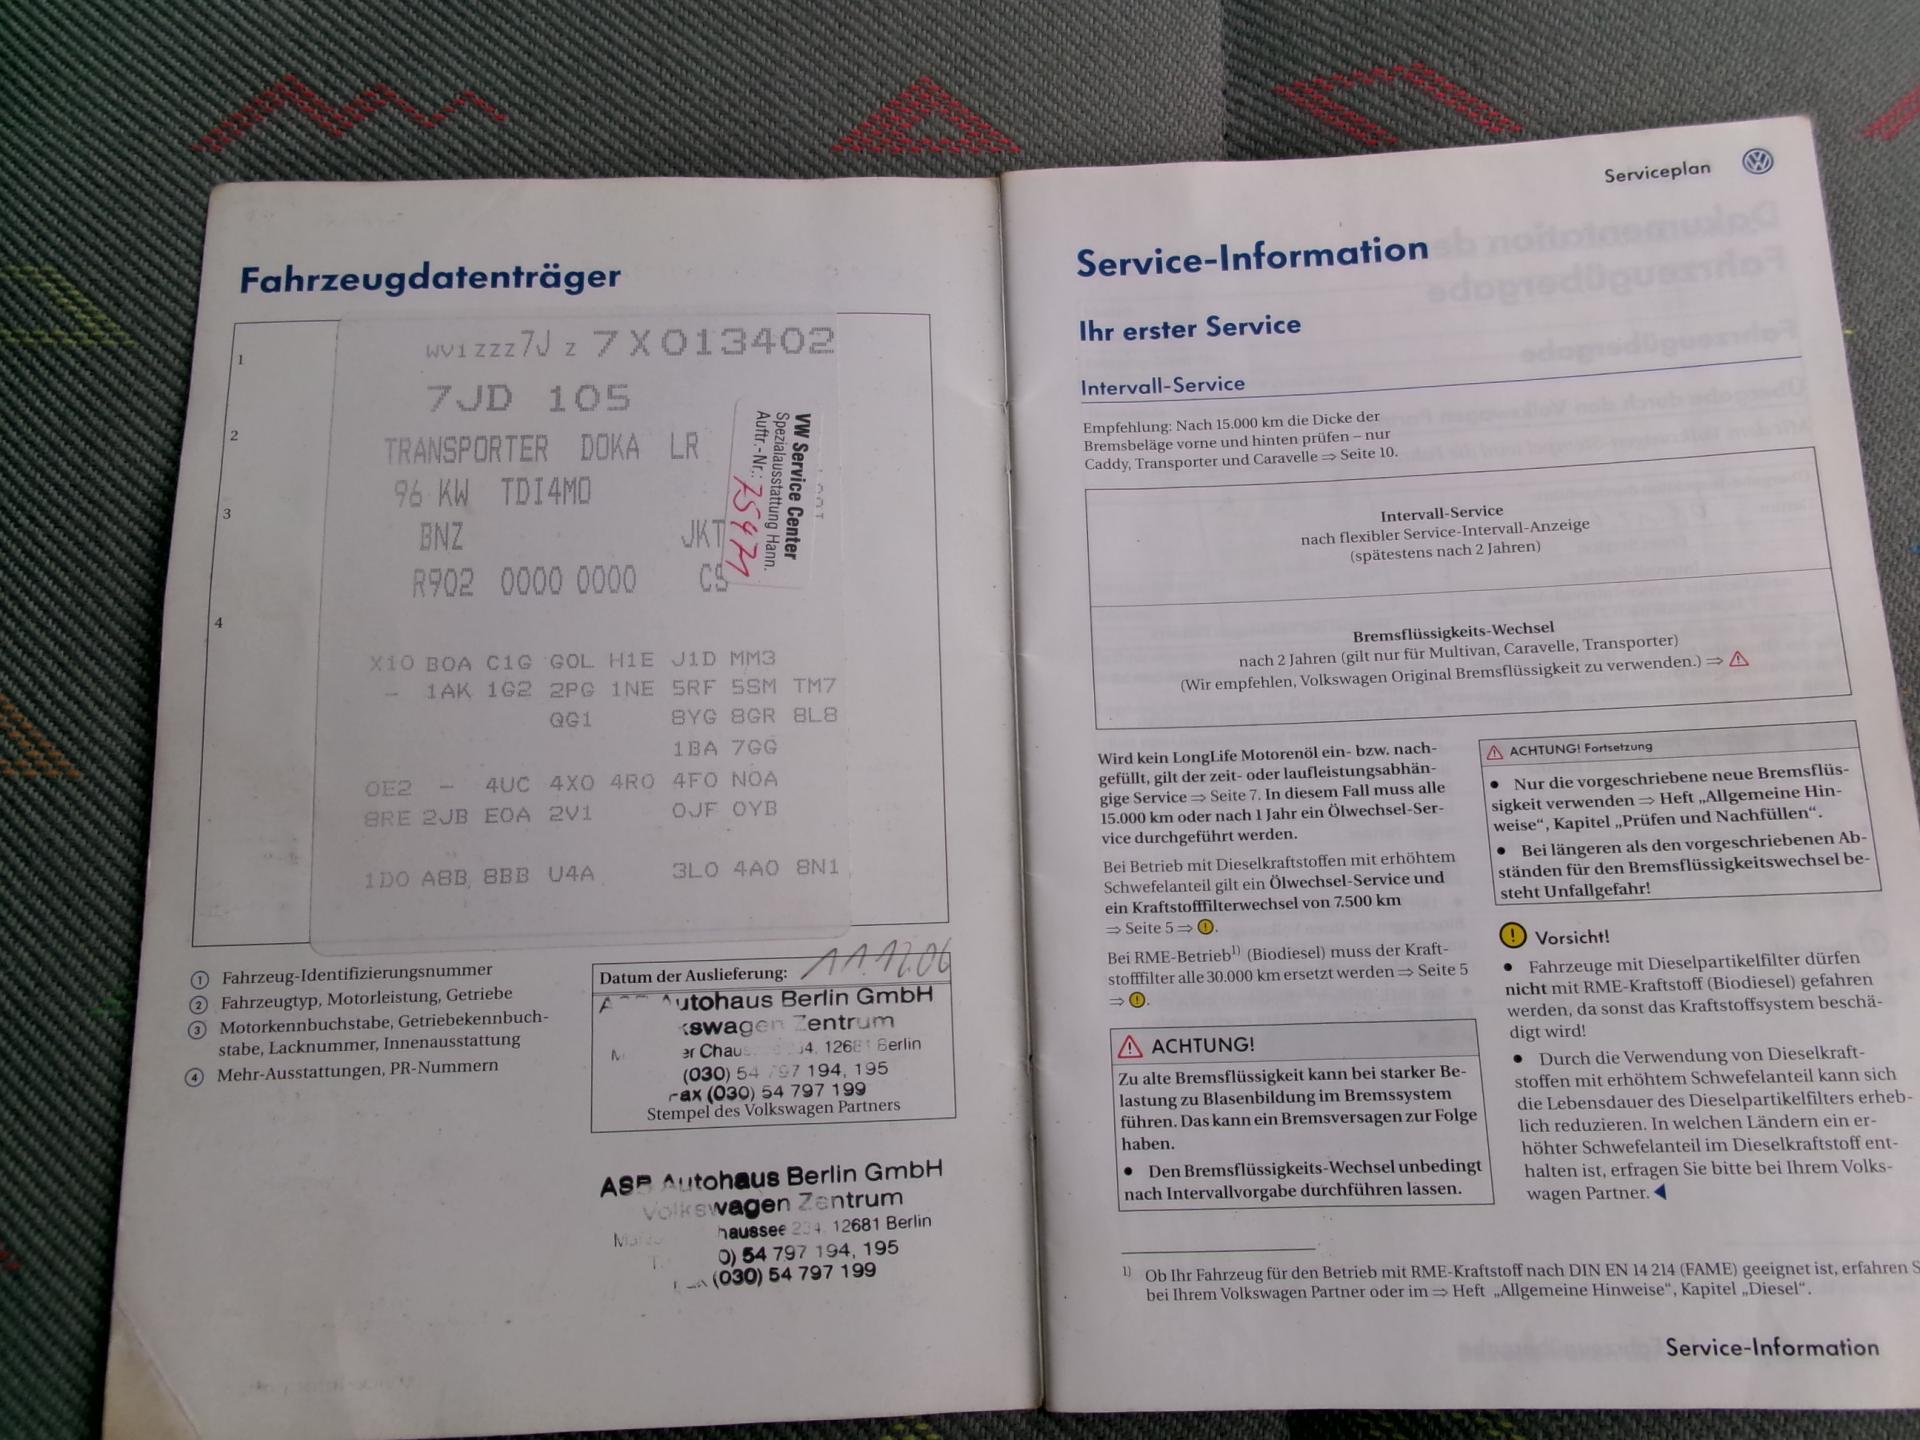 Fahrzeugdatenträger
1
WV1ZZZ7J Z 7X013402
7JD 105
2
TRANSPORTER DOKA LR
96 KW TDI4MO
3
BNZ JKT
R902 0000 0000 CS
4
VW Service Center
Spezialausstattung Hann.
Auftr.-Nr.:
X10 B0A C1G G0L H1E J1D MM3
- 1AK 1G2 2PG 1NE 5RF 5SM TM7
QG1 8YG 8GR 8L8
1BA 7GG
0E2 - 4UC 4X0 4R0 4F0 N0A
8RE 2JB E0A 2V1 0JF 0YB
1D0 A8B 8BB U4A 3L0 4A0 8N1
1 Fahrzeug-Identifizierungsnummer
2 Fahrzeugtyp, Motorleistung, Getriebe
3 Motorkennbuchstabe, Getriebekennbuch-
stabe, Lacknummer, Innenausstattung
4 Mehr-Ausstattungen, PR-Nummern
Datum der Auslieferung: 11.12.06
Autohaus Berlin GmbH
Zentrum
12681 Berlin
(030) 54 797 194, 195
(030) 54 797 199
Stempel des Volkswagen Partners
Autohaus Berlin GmbH
Volkswagen Zentrum
234, 12681 Berlin
54 797 194, 195
(030) 54 797 199
Serviceplan
Service-Information
Ihr erster Service
Intervall-Service
Empfehlung: Nach 15.000 km die Dicke der
Bremsbeläge vorne und hinten prüfen – nur
Caddy, Transporter und Caravelle ⇒ Seite 10.
Intervall-Service
nach flexibler Service-Intervall-Anzeige
(spätestens nach 2 Jahren)
Bremsflüssigkeits-Wechsel
nach 2 Jahren (gilt nur für Multivan, Caravelle, Transporter)
(Wir empfehlen, Volkswagen Original Bremsflüssigkeit zu verwenden.) ⇒ ⚠
Wird kein LongLife Motorenöl ein- bzw. nach-
gefüllt, gilt der zeit- oder laufleistungsabhän-
gige Service ⇒ Seite 7. In diesem Fall muss alle
15.000 km oder nach 1 Jahr ein Ölwechsel-Ser-
vice durchgeführt werden.
Bei Betrieb mit Dieselkraftstoffen mit erhöhtem
Schwefelanteil gilt ein Ölwechsel-Service und
ein Kraftstofffilterwechsel von 7.500 km
⇒ Seite 5 ⇒ !.
Bei RME-Betrieb1) (Biodiesel) muss der Kraft-
stofffilter alle 30.000 km ersetzt werden ⇒ Seite 5
⇒ !.
ACHTUNG!
Zu alte Bremsflüssigkeit kann bei starker Be-
lastung zu Blasenbildung im Bremssystem
führen. Das kann ein Bremsversagen zur Folge
haben.
• Den Bremsflüssigkeits-Wechsel unbedingt
nach Intervallvorgabe durchführen lassen.
ACHTUNG! Fortsetzung
• Nur die vorgeschriebene neue Bremsflüs-
sigkeit verwenden ⇒ Heft „Allgemeine Hin-
weise“, Kapitel „Prüfen und Nachfüllen“.
• Bei längeren als den vorgeschriebenen Ab-
ständen für den Bremsflüssigkeitswechsel be-
steht Unfallgefahr!
! Vorsicht!
• Fahrzeuge mit Dieselpartikelfilter dürfen
nicht mit RME-Kraftstoff (Biodiesel) gefahren
werden, da sonst das Kraftstoffsystem beschä-
digt wird!
• Durch die Verwendung von Dieselkraft-
stoffen mit erhöhtem Schwefelanteil kann sich
die Lebensdauer des Dieselpartikelfilters erheb-
lich reduzieren. In welchen Ländern ein er-
höhter Schwefelanteil im Dieselkraftstoff ent-
halten ist, erfragen Sie bitte bei Ihrem Volks-
wagen Partner. ◀
1) Ob Ihr Fahrzeug für den Betrieb mit RME-Kraftstoff nach DIN EN 14 214 (FAME) geeignet ist, erfahren S
bei Ihrem Volkswagen Partner oder im ⇒ Heft „Allgemeine Hinweise“, Kapitel „Diesel“.
Service-Information